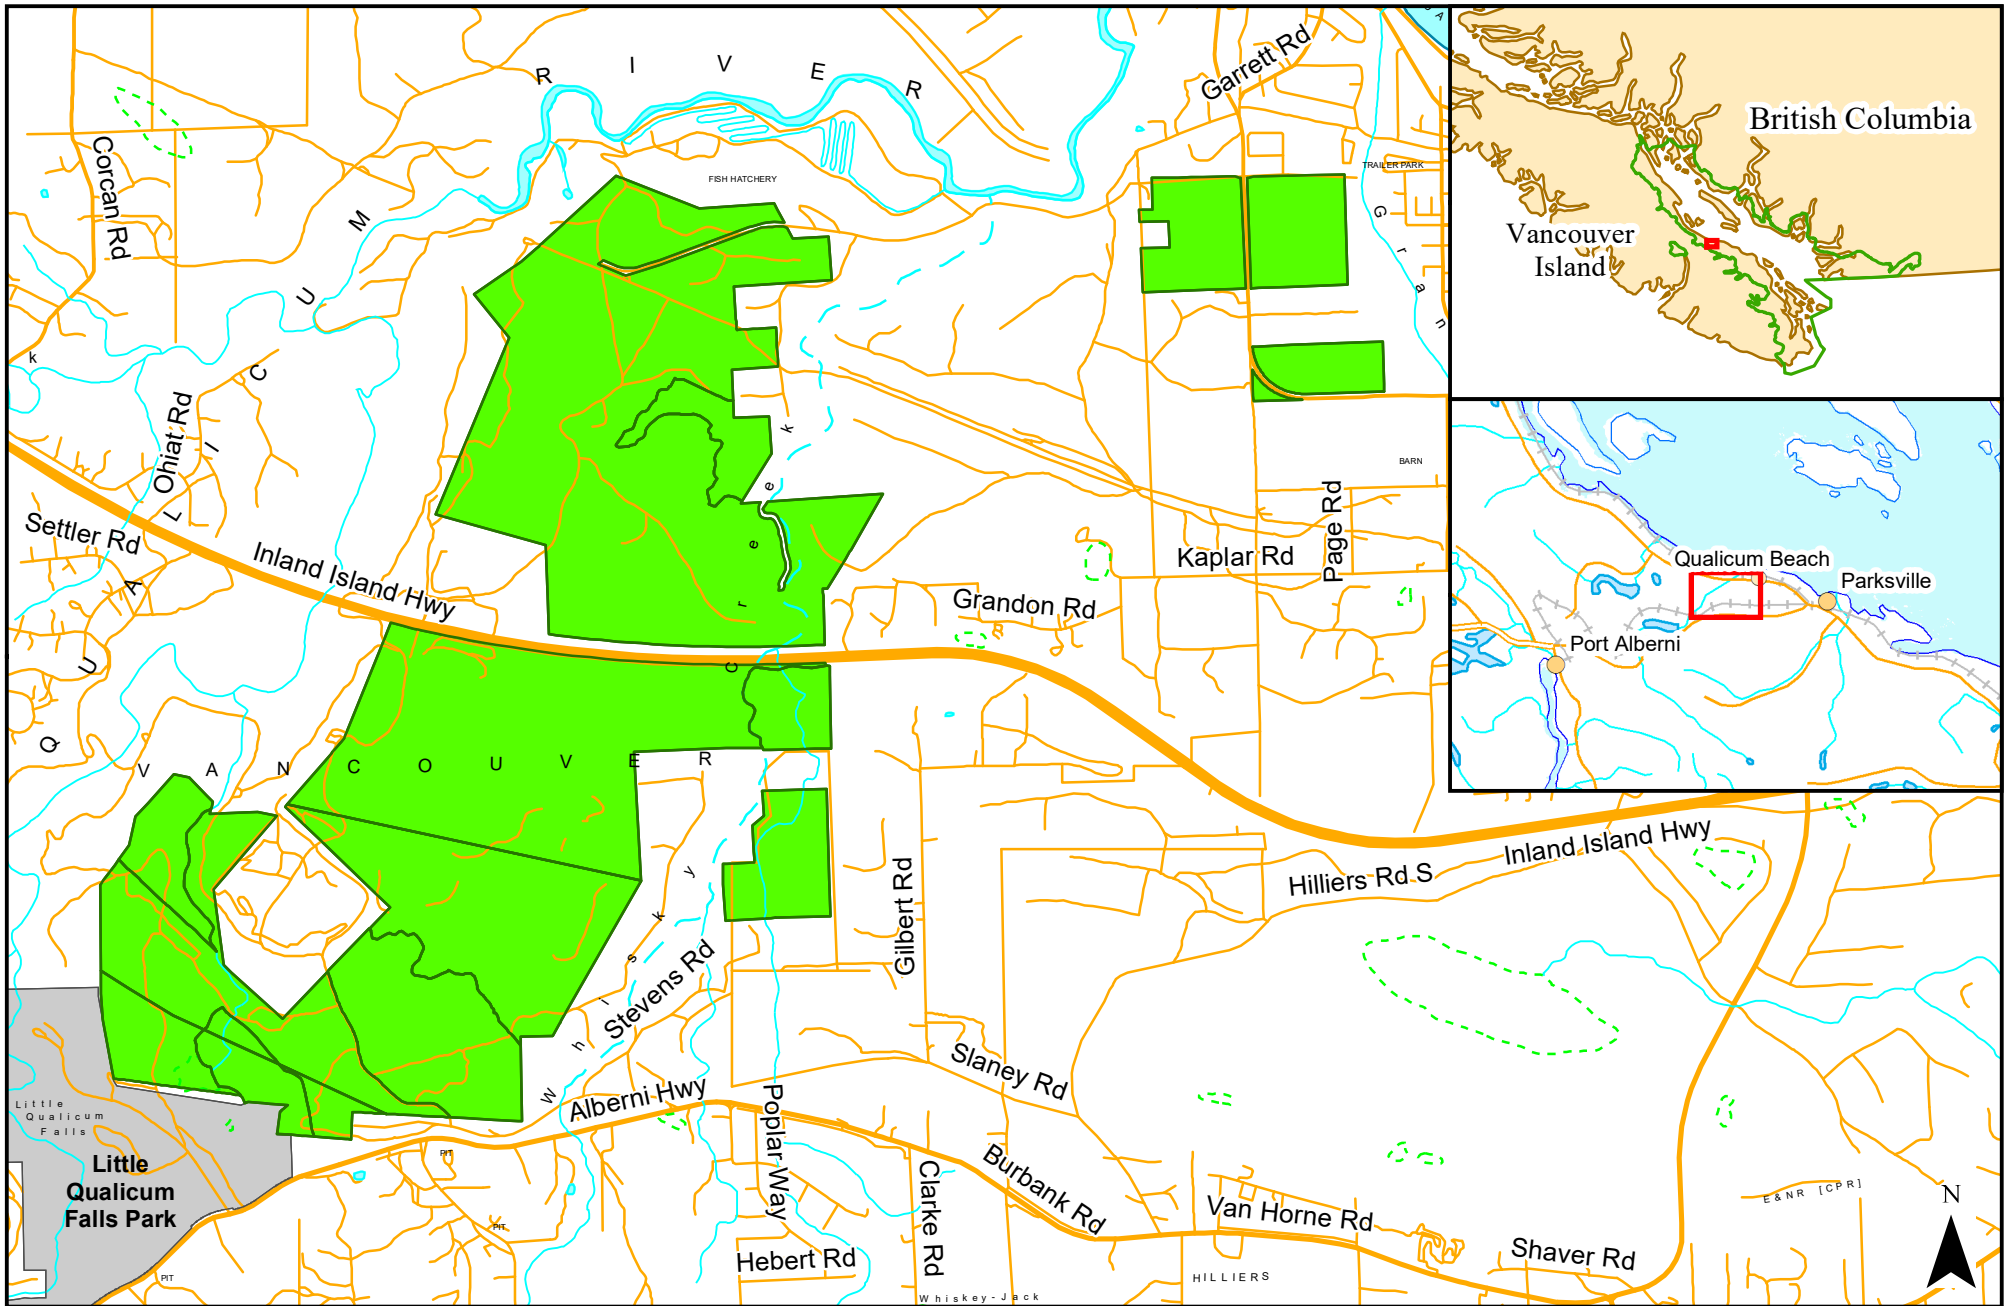 R I V E R
Garrett Rd
British Columbia
Corcan Rd
TRAILER PARK
FISH HATCHERY
Vancouver
Island
G r a n
k
Ohiat Rd
Q U A L I C U M
BARN
Settler Rd
Inland Island Hwy
Page Rd
Kaplar Rd
Grandon Rd
Qualicum Beach
Parksville
Port Alberni
V A N C O U V E R
W h i s k y C r e e k
Inland Island Hwy
Hilliers Rd S
Gilbert Rd
Stevens Rd
Slaney Rd
Alberni Hwy
Poplar Way
Little
Qualicum
Falls
PIT
Little
Qualicum
Falls Park
Clarke Rd
Burbank Rd
Van Horne Rd
E & N R [CPR]
N
PIT
Hebert Rd
Shaver Rd
PIT
HILLIERS
Whiskey-Jack